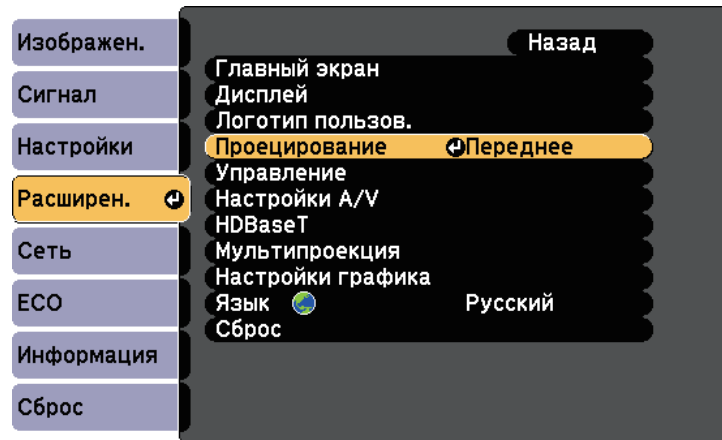 Изображен.
Сигнал
Настройки
Расширен.
Сеть
ECO
Информация
Сброс
Назад
Главный экран
Дисплей
Логотип пользов.
Проецирование Переднее
Управление
Настройки A/V
HDBaseT
Мультипроекция
Настройки графика
Язык Русский
Сброс